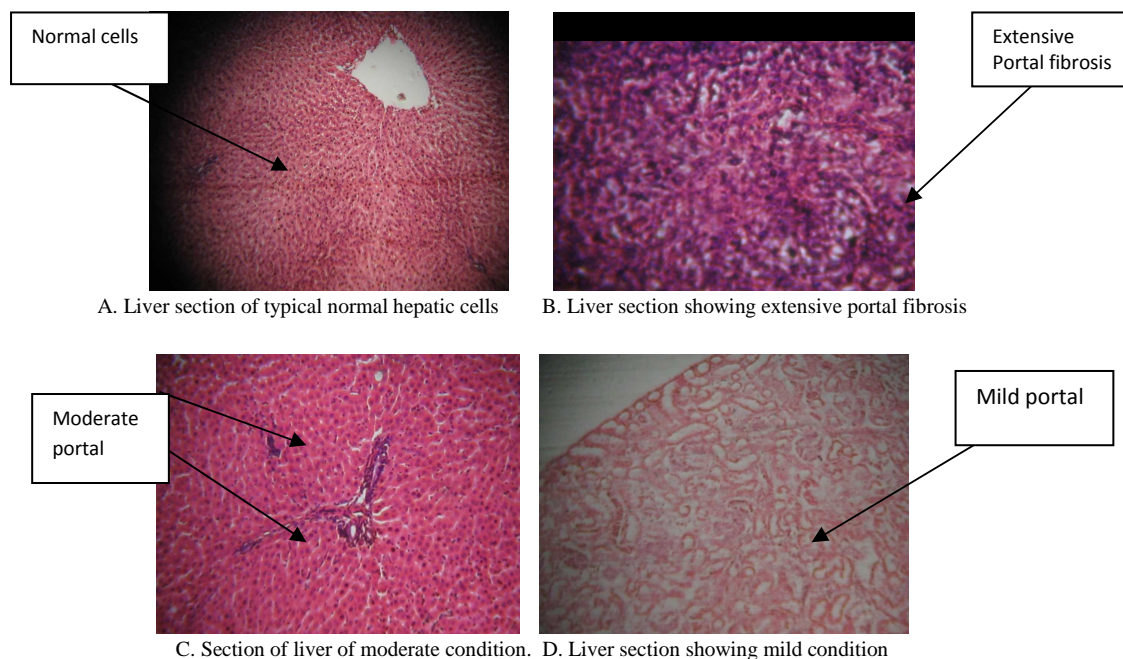 Normal cells
Extensive
Portal fibrosis
A. Liver section of typical normal hepatic cells
B. Liver section showing extensive portal fibrosis
Moderate
portal
Mild portal
C. Section of liver of moderate condition.
D. Liver section showing mild condition